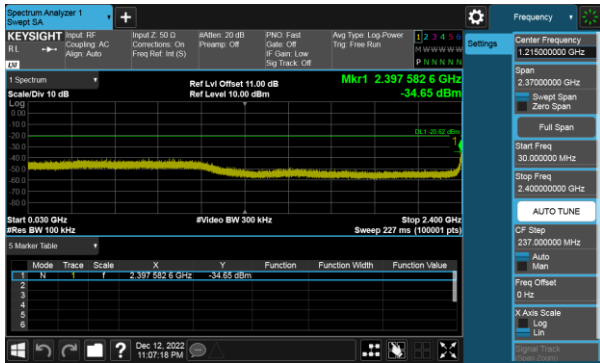 Spectrum Analyzer 1
Swept SA
+
Frequency
KEYSIGHT
RL
Input: RF
Coupling: AC
Align: Auto
Input Z: 50 Ω
Corrections: On
Freq Ref: Int (S)
#Atten: 20 dB
Preamp: Off
PNO: Fast
Gate: Off
IF Gain: Low
Sig Track: Off
Avg Type: Log-Power
Trig: Free Run
1 2 3 4 5 6
M W W W W W
P N N N N N
LXI
1 Spectrum
Scale/Div 10 dB
Ref Lvl Offset 11.00 dB
Ref Level 10.00 dBm
Mkr1 2.397 582 6 GHz
-34.65 dBm
Log
0.00
-10.0
-20.0
-30.0
-40.0
-50.0
-60.0
-70.0
-80.0
DL1 -20.62 dBm
1
Start 0.030 GHz
#Res BW 100 kHz
#Video BW 300 kHz
Stop 2.400 GHz
Sweep 227 ms (100001 pts)
5 Marker Table
Mode Trace Scale X Y Function Function Width Function Value
1 N 1 f 2.397 582 6 GHz -34.65 dBm
2
3
4
5
6
Dec 12, 2022
11:07:18 PM
?
Settings
Center Frequency
1.215000000 GHz
Span
2.37000000 GHz
Swept Span
Zero Span
Full Span
Start Freq
30.000000 MHz
Stop Freq
2.400000000 GHz
AUTO TUNE
CF Step
237.000000 MHz
Auto
Man
Freq Offset
0 Hz
X Axis Scale
Log
Lin
Signal Track
(Span Zoom)